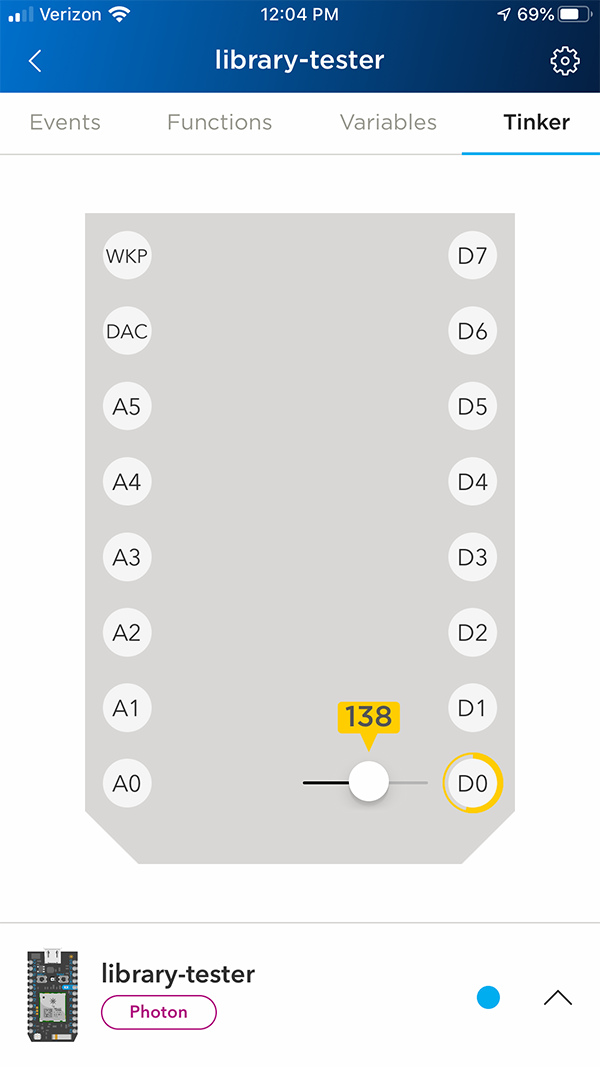 Verizon 12:04 PM 69%
library-tester
Events Functions Variables Tinker
WKP D7
DAC D6
A5 D5
A4 D4
A3 D3
A2 D2
A1 138 D1
A0 D0
library-tester
Photon